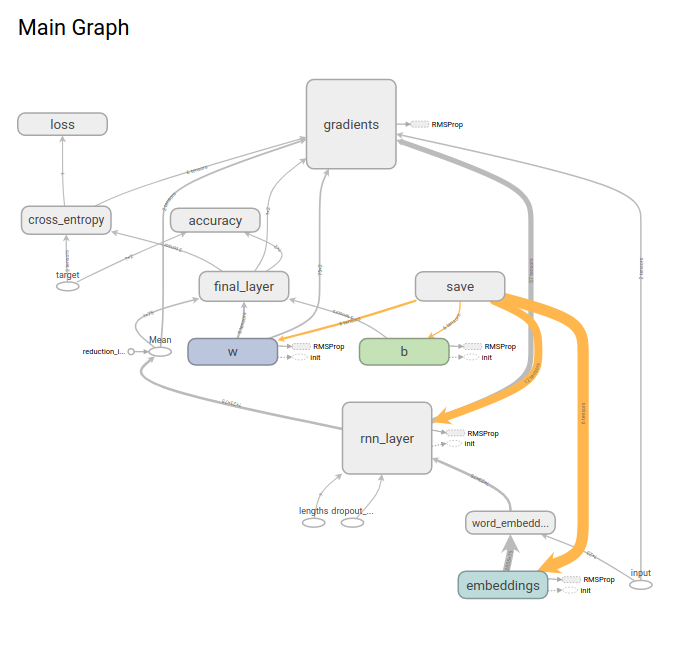 Main Graph
gradients
RMSProp
loss
cross_entropy
accuracy
target
final_layer
save
Mean
reduction_i...
w
RMSProp
init
b
RMSProp
init
rnn_layer
RMSProp
init
lengths
dropout_...
word_embedd...
embeddings
RMSProp
init
input